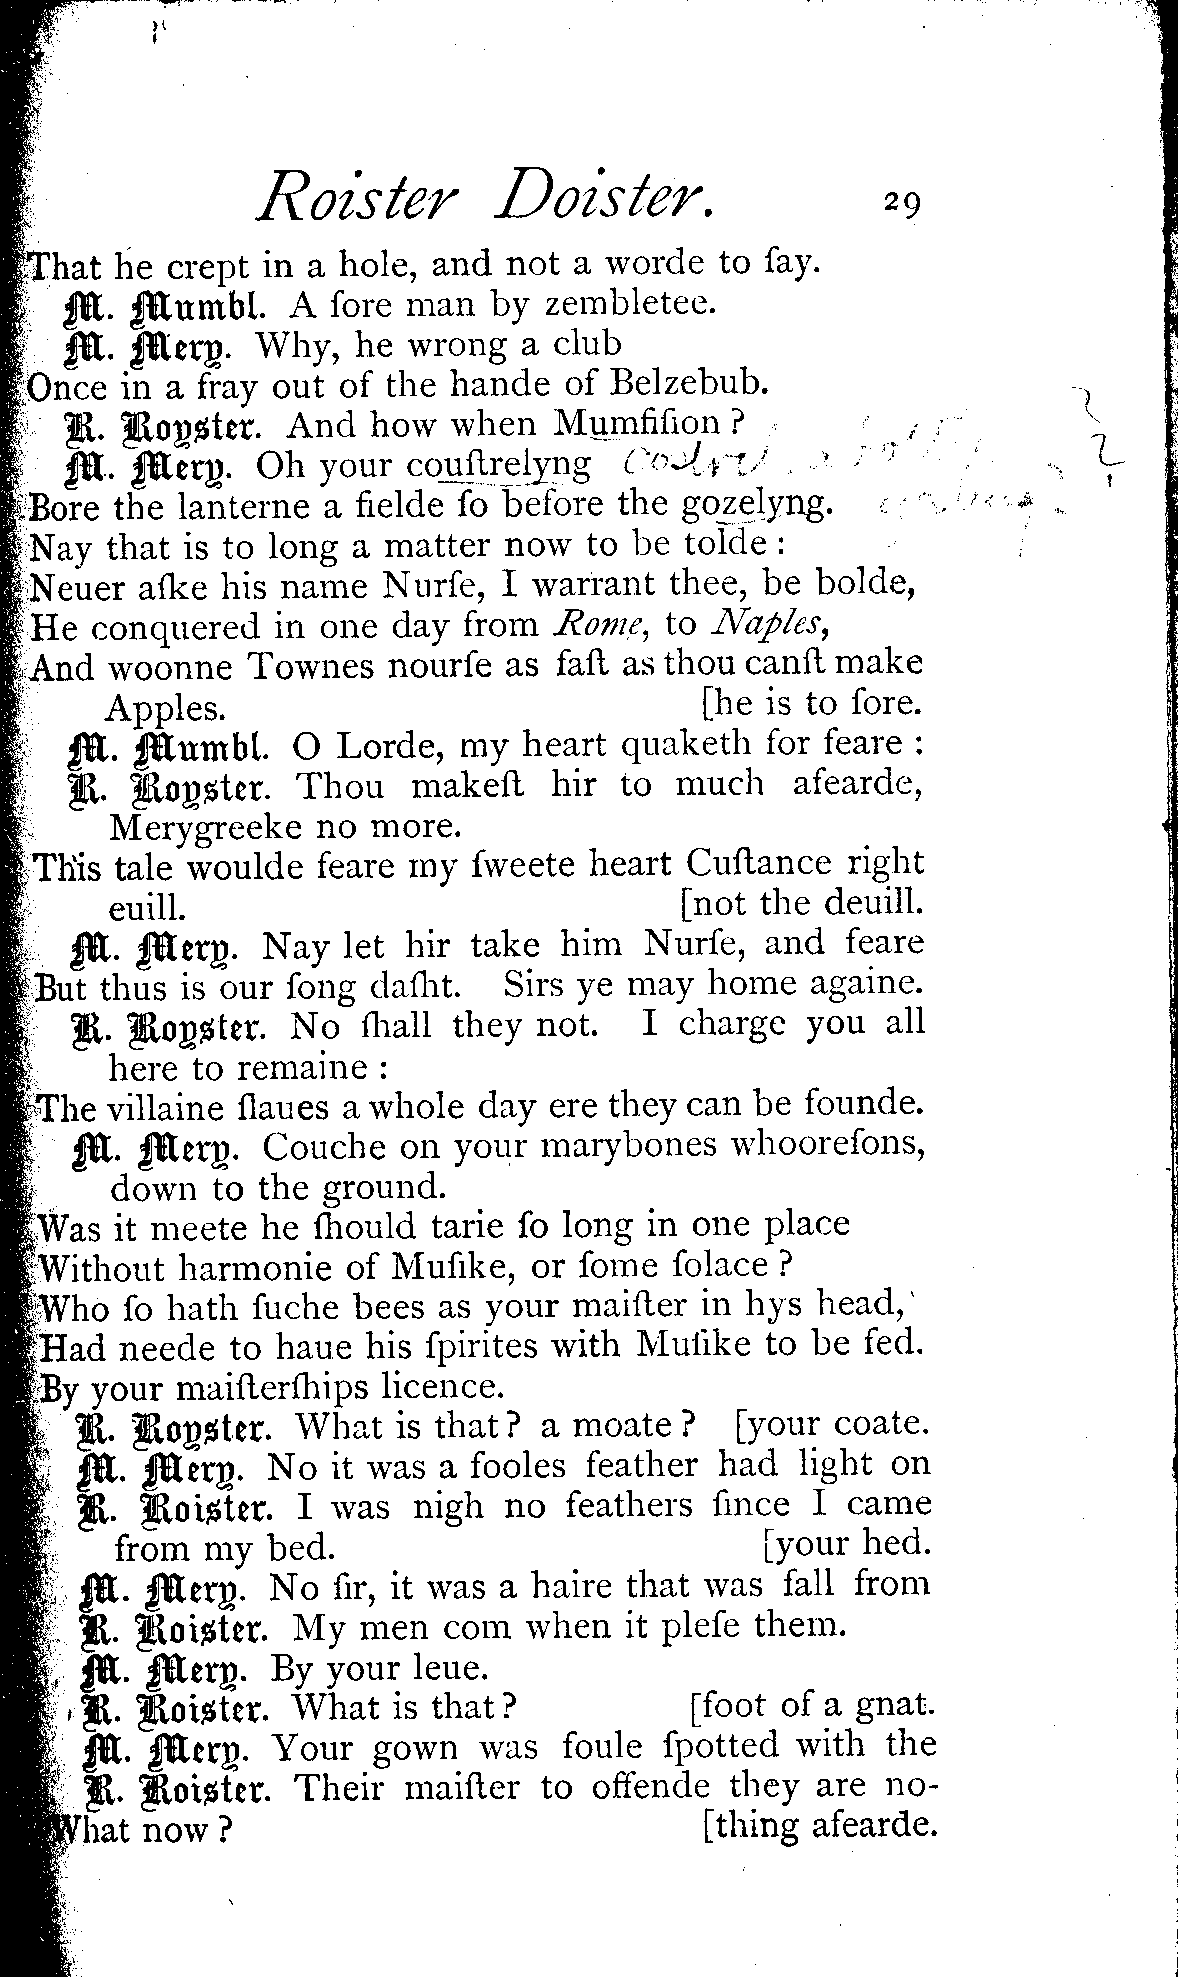 Roister Doister. 29
That he crept in a hole, and not a worde to ſay.
M. Mumbl. A ſore man by zembletee.
M. Mery. Why, he wrong a club
Once in a fray out of the hande of Belzebub.
R. Royster. And how when Mumfiſion ?
M. Mery. Oh your couſtrelyng
Bore the lanterne a fielde ſo before the gozelyng.
Nay that is to long a matter now to be tolde :
Neuer aſke his name Nurſe, I warrant thee, be bolde,
He conquered in one day from Rome, to Naples,
And woonne Townes nourſe as faſt as thou canſt make
Apples. [he is to ſore.
M. Mumbl. O Lorde, my heart quaketh for feare :
R. Royster. Thou makeſt hir to much afearde,
Merygreeke no more.
This tale woulde feare my ſweete heart Cuſtance right
euill. [not the deuill.
M. Mery. Nay let hir take him Nurſe, and feare
But thus is our ſong daſht. Sirs ye may home againe.
R. Royster. No ſhall they not. I charge you all
here to remaine :
The villaine ſlaues a whole day ere they can be founde.
M. Mery. Couche on your marybones whooreſons,
down to the ground.
Was it meete he ſhould tarie ſo long in one place
Without harmonie of Muſike, or ſome ſolace ?
Who ſo hath ſuche bees as your maiſter in hys head,
Had neede to haue his ſpirites with Muſike to be fed.
By your maiſterſhips licence.
R. Royster. What is that? a moate ? [your coate.
M. Mery. No it was a fooles feather had light on
R. Roister. I was nigh no feathers ſince I came
from my bed. [your hed.
M. Mery. No ſir, it was a haire that was fall from
R. Roister. My men com when it pleſe them.
M. Mery. By your leue.
R. Roister. What is that ? [foot of a gnat.
M. Mery. Your gown was foule ſpotted with the
R. Roister. Their maiſter to offende they are no-
What now ? [thing afearde.